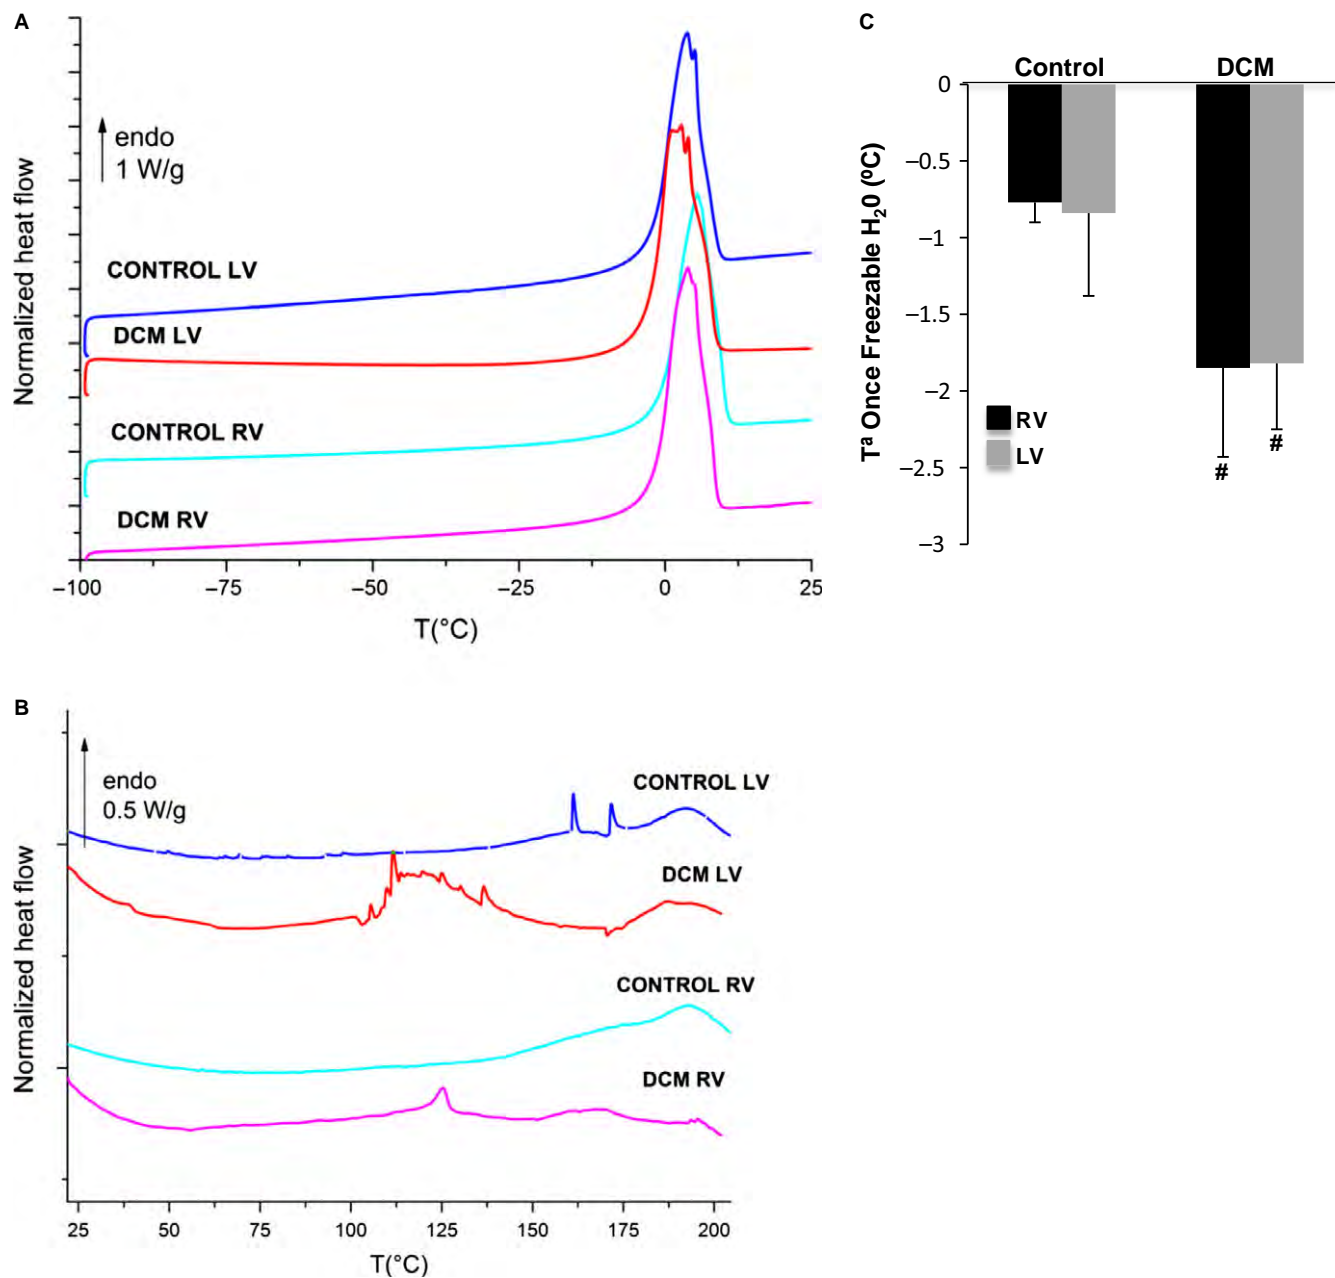 A
Normalized heat flow
endo
1 W/g
CONTROL LV
DCM LV
CONTROL RV
DCM RV
–100
–75
–50
–25
0
25
T(°C)
C
Control
DCM
Tª Once Freezable H₂0 (ºC)
0
–0.5
–1
–1.5
–2
–2.5
–3
RV
LV
#
#
B
Normalized heat flow
endo
0.5 W/g
CONTROL LV
DCM LV
CONTROL RV
DCM RV
25
50
75
100
125
150
175
200
T(°C)